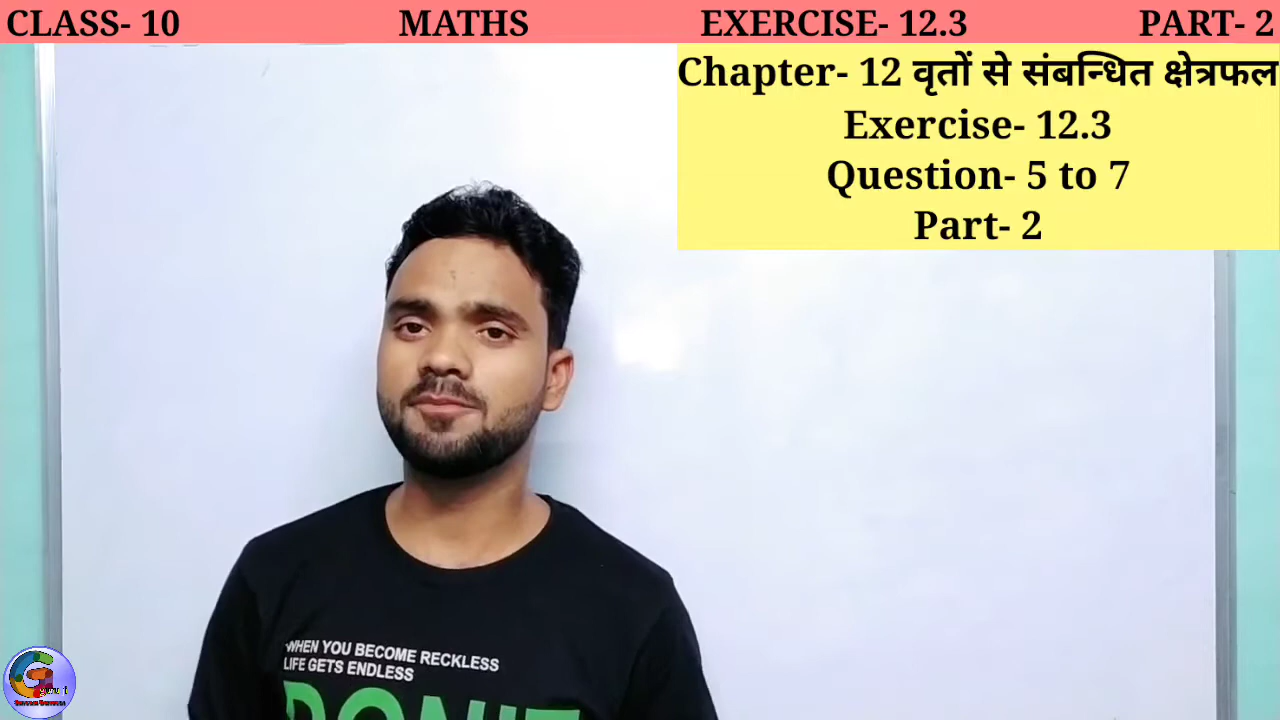 CLASS- 10 MATHS EXERCISE- 12.3 PART- 2
Chapter- 12 वृतों से संबन्धित क्षेत्रफल
Exercise- 12.3
Question- 5 to 7
Part- 2
WHEN YOU BECOME RECKLESS
LIFE GETS ENDLESS